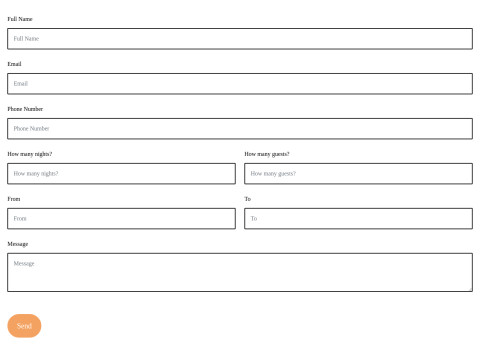 Full Name
Full Name
Email
Email
Phone Number
Phone Number
How many nights? How many guests?
How many nights? How many guests?
From To
From To
Message
Message
Send